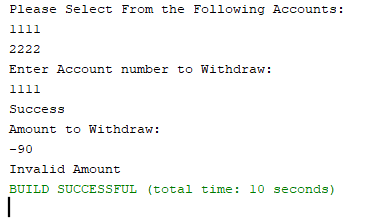 Please Select From the Following Accounts:
1111
2222
Enter Account number to Withdraw:
1111
Success
Amount to Withdraw:
-90
Invalid Amount
BUILD SUCCESSFUL (total time: 10 seconds)